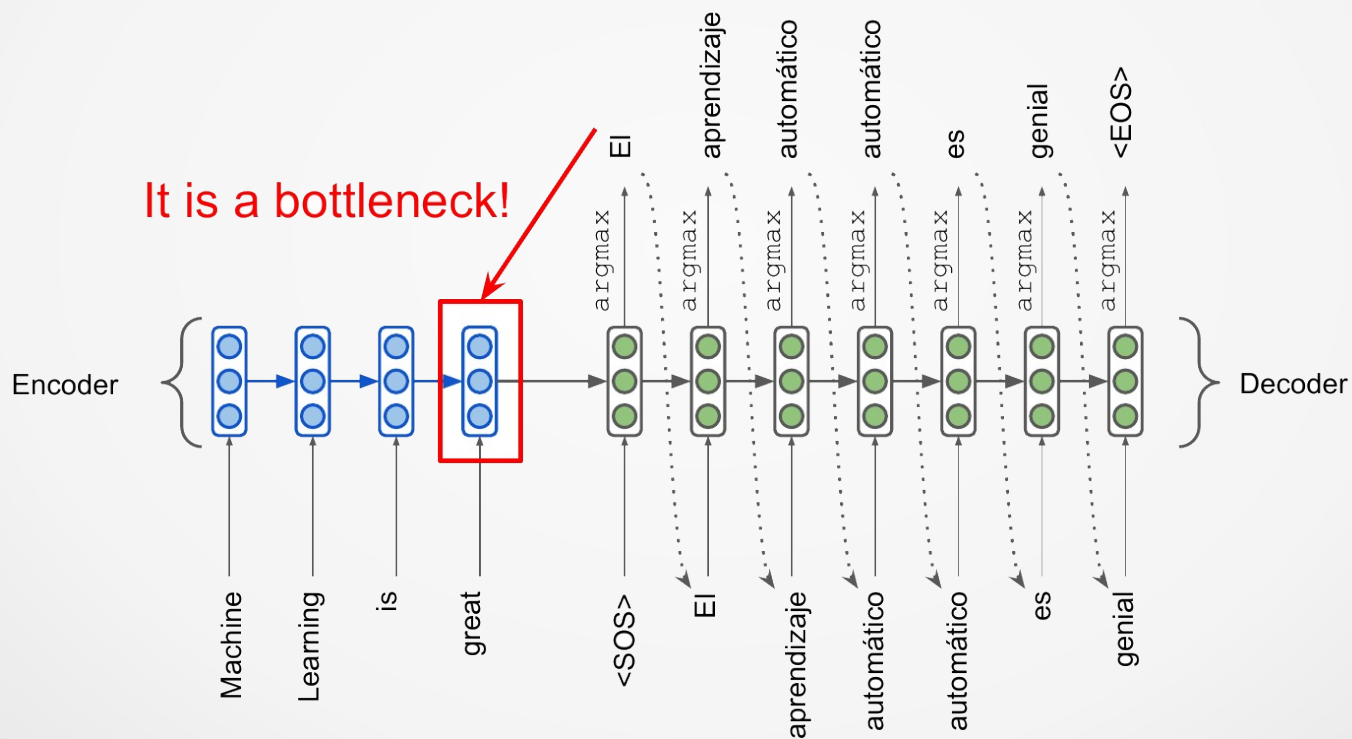 It is a bottleneck!
Encoder
Decoder
Machine
Learning
is
great
<SOS>
El
aprendizaje
automático
automático
es
genial
argmax
argmax
argmax
argmax
argmax
argmax
argmax
El
aprendizaje
automático
automático
es
genial
<EOS>